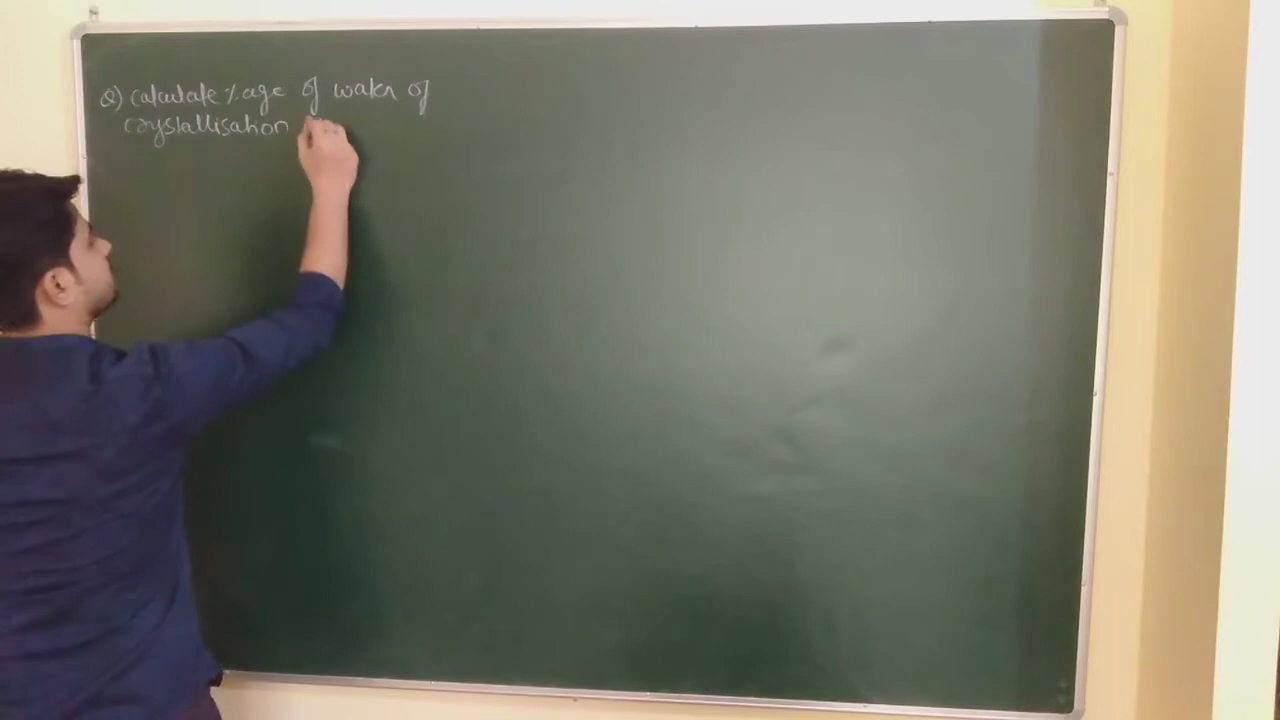 Q) Calculate %age of water of
crystallisation